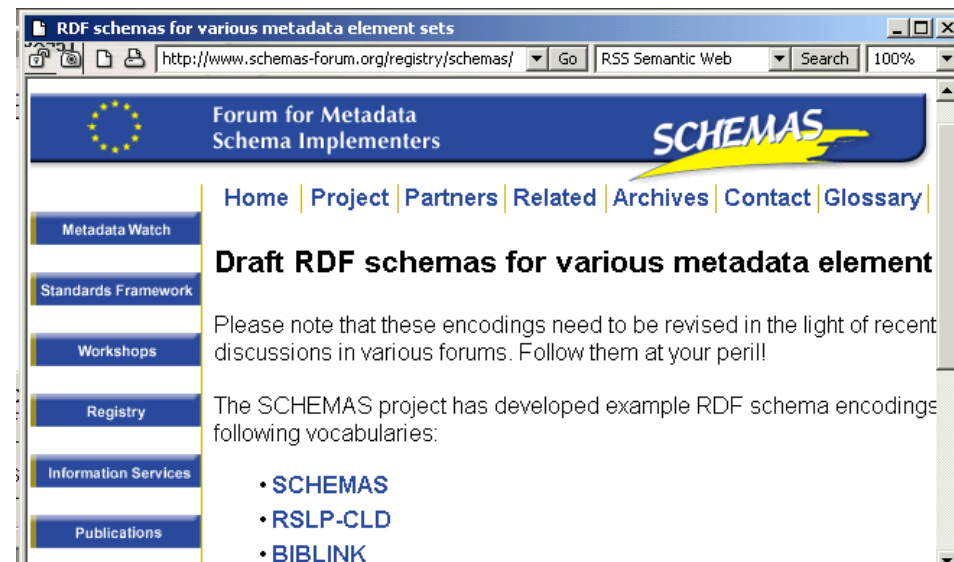 RDF schemas for various metadata element sets
http://www.schemas-forum.org/registry/schemas/ Go RSS Semantic Web Search 100%
Forum for Metadata
Schema Implementers
SCHEMAS
Home Project Partners Related Archives Contact Glossary
Metadata Watch
Standards Framework
Workshops
Registry
Information Services
Publications
Draft RDF schemas for various metadata element
Please note that these encodings need to be revised in the light of recent
discussions in various forums. Follow them at your peril!
The SCHEMAS project has developed example RDF schema encodings
following vocabularies:
• SCHEMAS
• RSLP-CLD
• BIBLINK